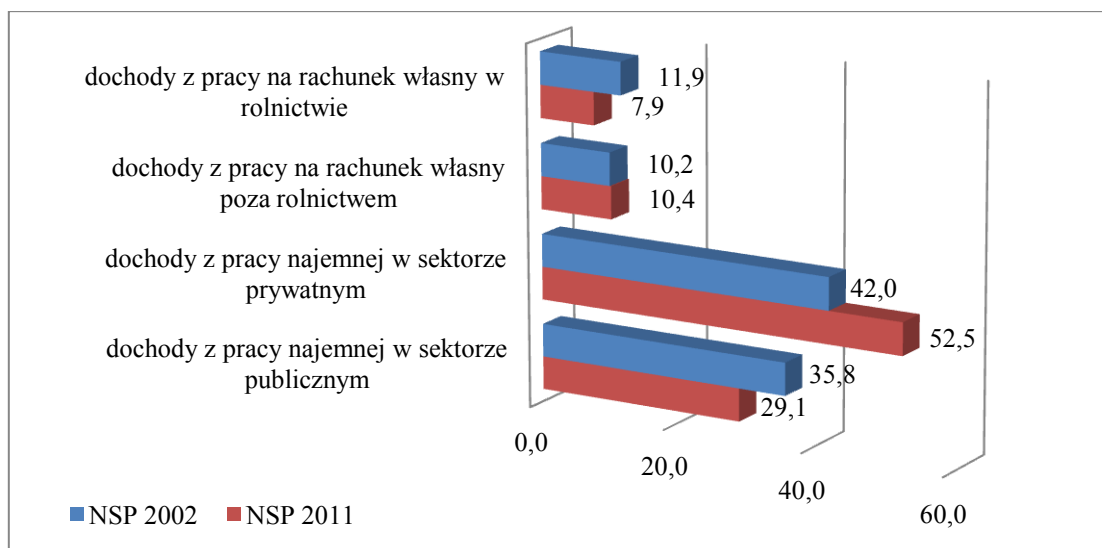 dochody z pracy na rachunek własny w
rolnictwie
11,9
7,9
dochody z pracy na rachunek własny
poza rolnictwem
10,2
10,4
dochody z pracy najemnej w sektorze
prywatnym
42,0
52,5
dochody z pracy najemnej w sektorze
publicznym
35,8
29,1
0,0
20,0
40,0
60,0
NSP 2002 NSP 2011